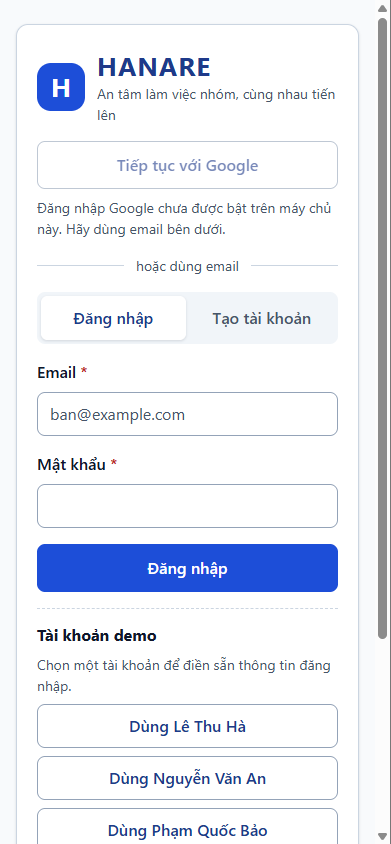 H
HANARE
An tâm làm việc nhóm, cùng nhau tiến
lên
Tiếp tục với Google
Đăng nhập Google chưa được bật trên máy chủ
này. Hãy dùng email bên dưới.
hoặc dùng email
Đăng nhập
Tạo tài khoản
Email *
ban@example.com
Mật khẩu *
Đăng nhập
Tài khoản demo
Chọn một tài khoản để điền sẵn thông tin đăng
nhập.
Dùng Lê Thu Hà
Dùng Nguyễn Văn An
Dùng Phạm Quốc Bảo